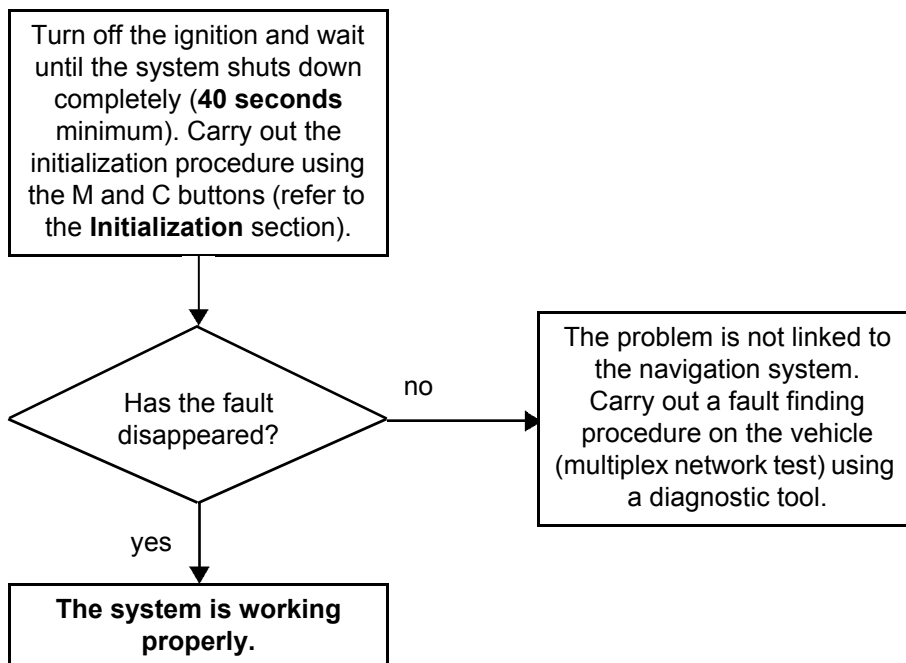 Turn off the ignition and wait
until the system shuts down
completely (40 seconds
minimum). Carry out the
initialization procedure using
the M and C buttons (refer to
the Initialization section).
Has the fault
disappeared?
no
The problem is not linked to
the navigation system.
Carry out a fault finding
procedure on the vehicle
(multiplex network test) using
a diagnostic tool.
yes
The system is working
properly.